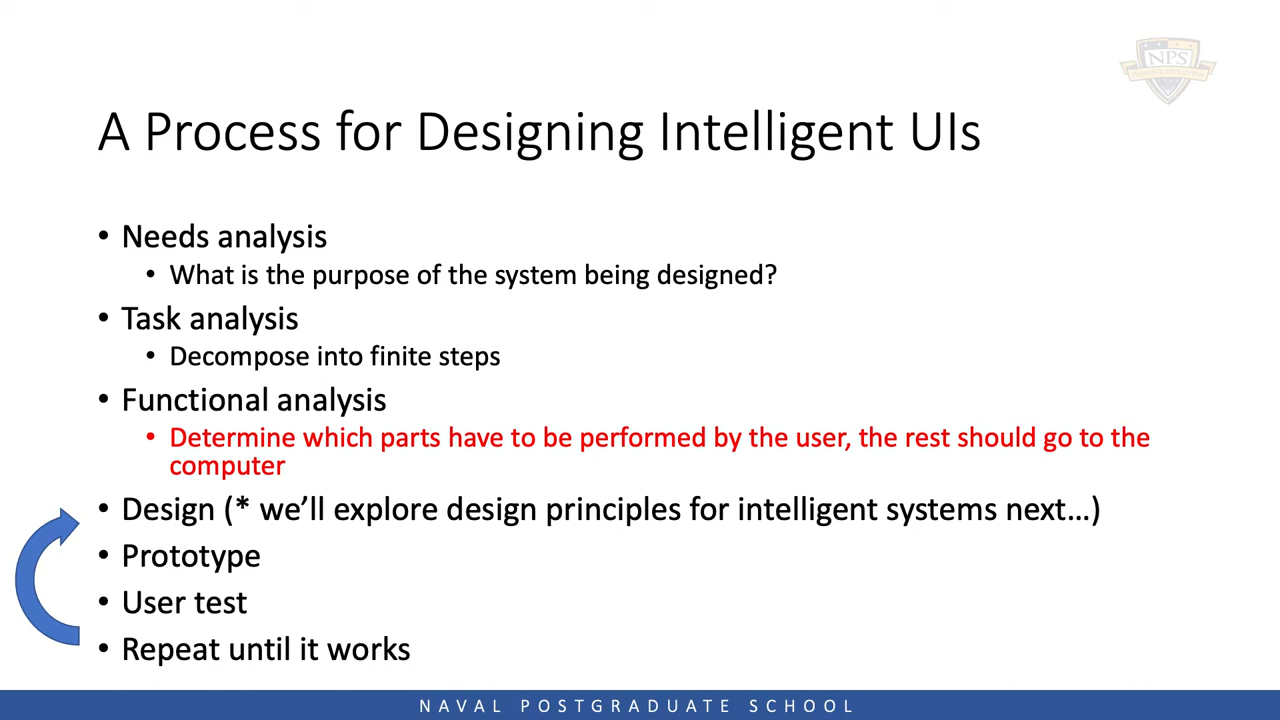 NPS
A Process for Designing Intelligent UIs
• Needs analysis
• What is the purpose of the system being designed?
• Task analysis
• Decompose into finite steps
• Functional analysis
• Determine which parts have to be performed by the user, the rest should go to the
computer
• Design (* we’ll explore design principles for intelligent systems next…)
• Prototype
• User test
• Repeat until it works
NAVAL POSTGRADUATE SCHOOL